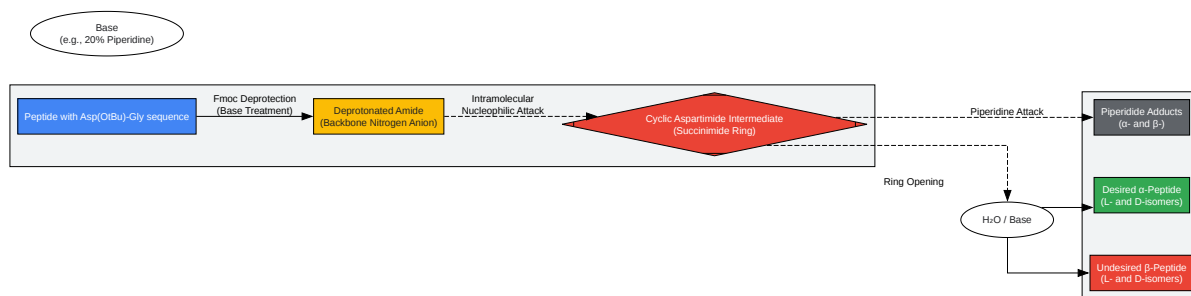 Base
(e.g., 20% Piperidine)
Peptide with Asp(OtBu)-Gly sequence
Fmoc Deprotection
(Base Treatment)
Deprotonated Amide
(Backbone Nitrogen Anion)
Intramolecular
Nucleophilic Attack
Cyclic Aspartimide Intermediate
(Succinimide Ring)
Piperidine Attack
Piperidide Adducts
(α- and β-)
Ring Opening
H₂O / Base
Desired α-Peptide
(L- and D-isomers)
Undesired β-Peptide
(L- and D-isomers)